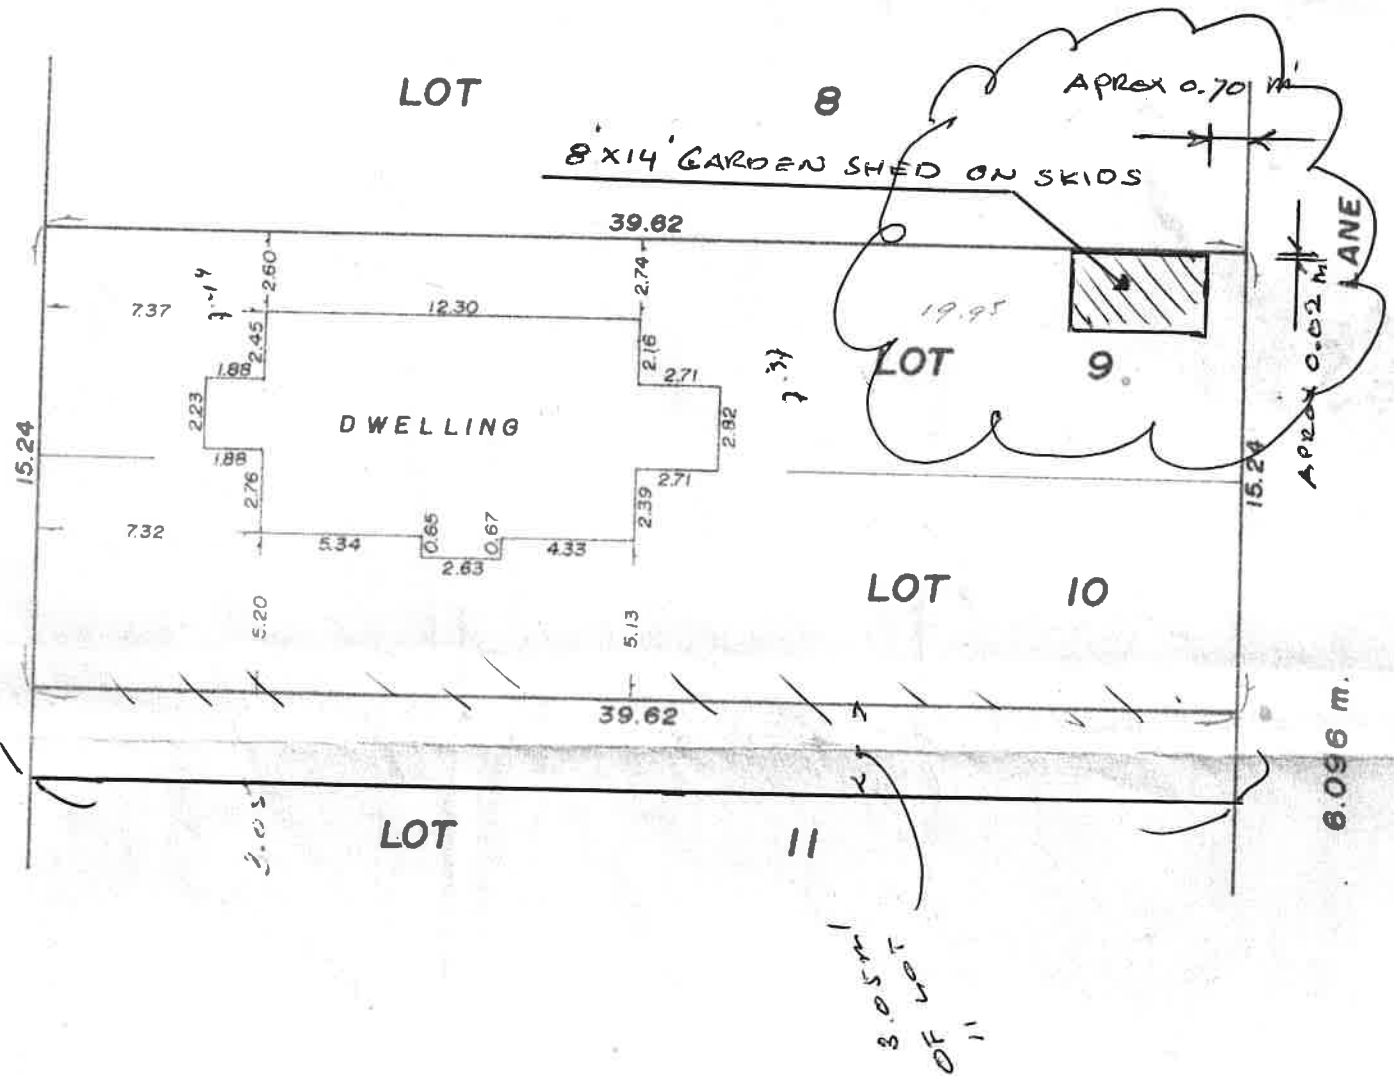 LOT 8
APROX 0.70 m
8'X14' GARDEN SHED ON SKIDS
39.62
LANE
2.60
2.74
7.37
12.30
19.95
APROX 0.02 m
2.45
2.16
1.88
2.71
7.37
LOT 9
2.23
DWELLING
2.82
15.24
1.88
2.71
15.24
2.76
2.39
7.32
5.34
0.65
0.67
4.33
2.63
LOT 10
5.20
5.13
39.62
6.096 m.
3.05
LOT 11
3.05m
OF LOT
11